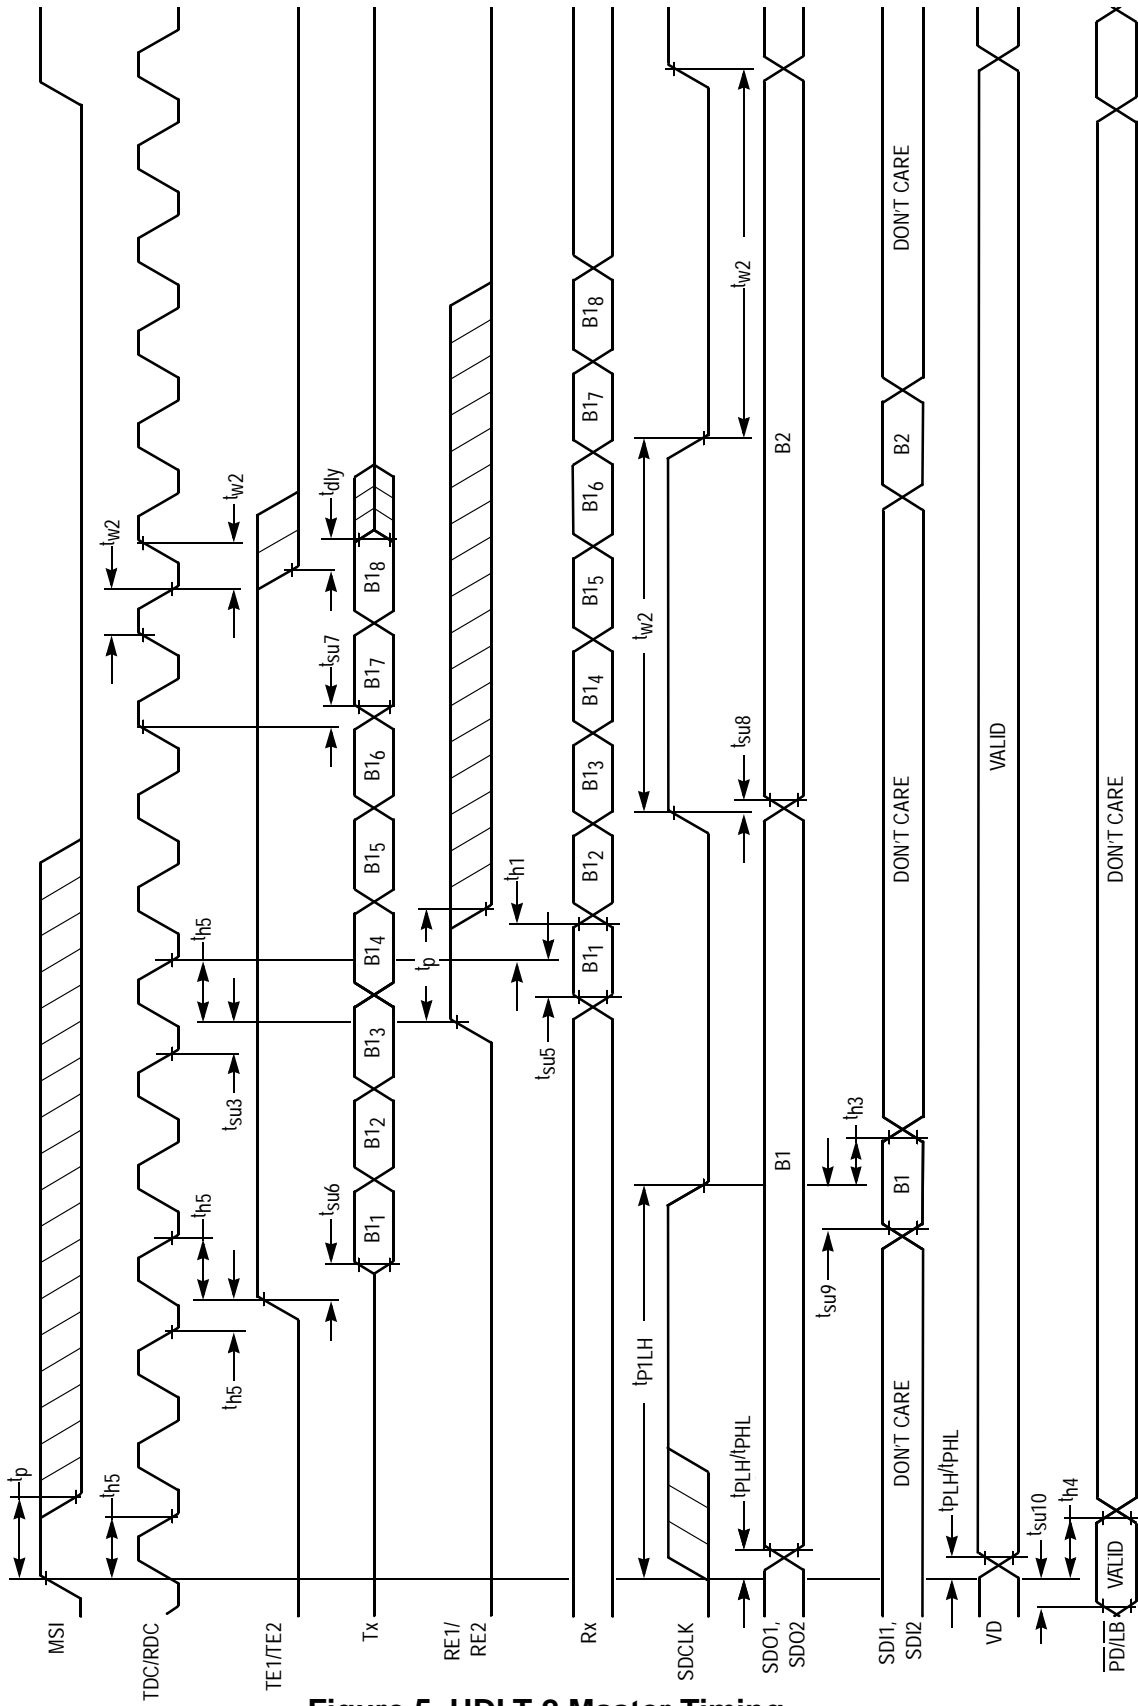 MSI
tp
TDC/RDC
th5
tw2
TE1/TE2
th5
th5
tsu3
th5
tw2
Tx
B11
B12
B13
B14
B15
B16
B17
B18
tsu6
tsu7
tdly
RE1/
RE2
tp
Rx
tsu5
th1
B11
B12
B13
B14
B15
B16
B17
B18
SDCLK
tP1LH
tw2
tw2
SDO1,
SDO2
tPLH/tPHL
B1
tsu8
B2
SDI1,
SDI2
DON'T CARE
tsu9
B1
th3
DON'T CARE
B2
DON'T CARE
VD
tPLH/tPHL
VALID
PD/LB
tsu10
VALID
th4
DON'T CARE
Figure 5. UDLT-2 Master Timing